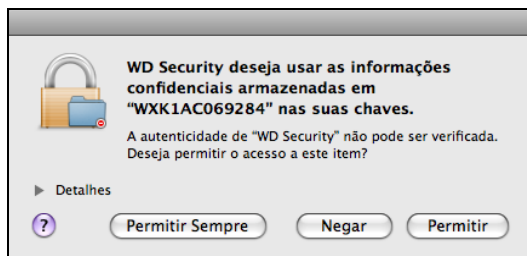 WD Security deseja usar as informações
confidenciais armazenadas em
“WXK1AC069284” nas suas chaves.
A autenticidade de “WD Security” não pode ser verificada.
Deseja permitir o acesso a este item?
Detalhes
? Permitir Sempre Negar Permitir